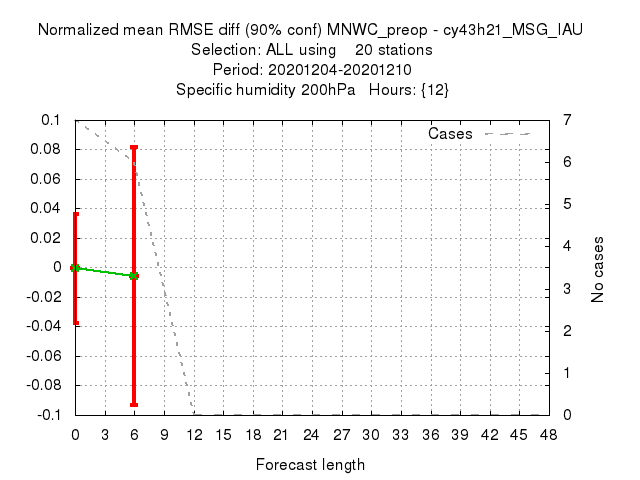 Normalized mean RMSE diff (90% conf) MNWC_preop - cy43h21_MSG_IAU
Selection: ALL using    20 stations
Period: 20201204-20201210
Specific humidity 200hPa   Hours: {12}
0.1
0.08
0.06
0.04
0.02
0
-0.02
-0.04
-0.06
-0.08
-0.1
Cases
7
6
5
4
3
2
1
0
No cases
0 3 6 9 12 15 18 21 24 27 30 33 36 39 42 45 48
Forecast length